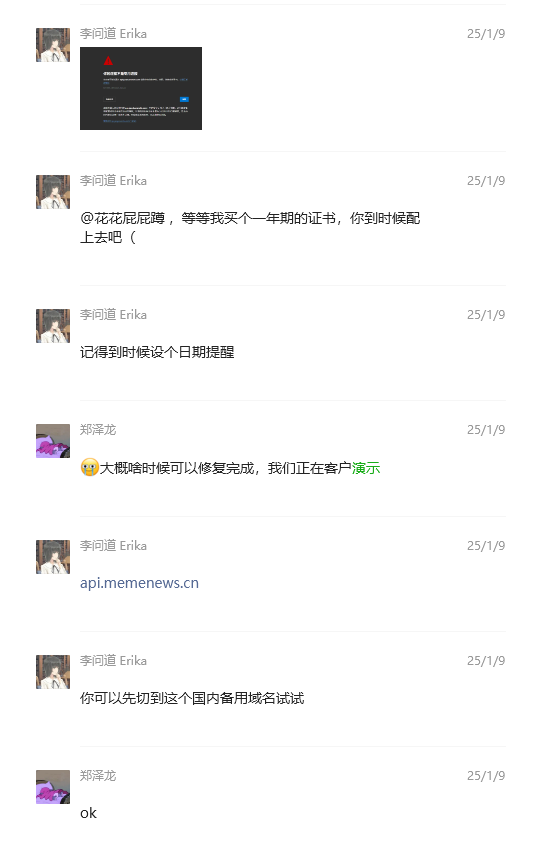 李问道 Erika
25/1/9
李问道 Erika
25/1/9
@花花屁屁蹲 ，等等我买个一年期的证书，你到时候配
上去吧（
李问道 Erika
25/1/9
记得到时候设个日期提醒
郑泽龙
25/1/9
😢大概啥时候可以修复完成，我们正在客户演示
李问道 Erika
25/1/9
api.memenews.cn
李问道 Erika
25/1/9
你可以先切到这个国内备用域名试试
郑泽龙
25/1/9
ok